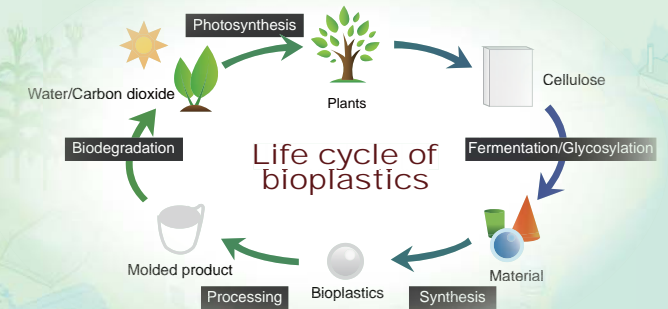 Photosynthesis
Water/Carbon dioxide
Plants
Cellulose
Biodegradation
Life cycle of
bioplastics
Fermentation/Glycosylation
Molded product
Material
Processing
Bioplastics
Synthesis